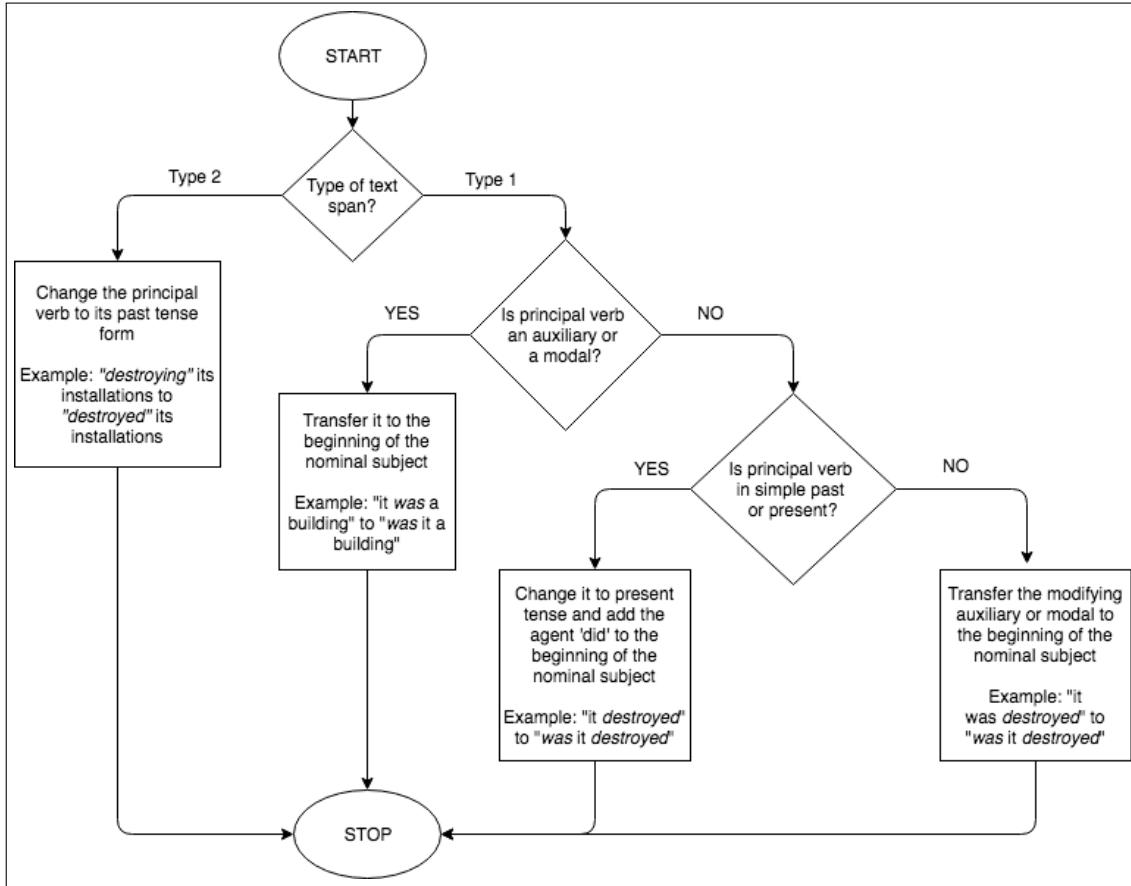 START
Type of text
span?
Type 2
Type 1
Change the principal
verb to its past tense
form
Example: "destroying" its
installations to
"destroyed" its
installations
Is principal verb
an auxiliary or
a modal?
YES
NO
Transfer it to the
beginning of the
nominal subject
Example: "it was a
building" to "was it a
building"
Is principal verb
in simple past
or present?
YES
NO
Change it to present
tense and add the
agent 'did' to the
beginning of the
nominal subject
Example: "it destroyed"
to "was it destroyed"
Transfer the modifying
auxiliary or modal to
the beginning of the
nominal subject
Example: "it
was destroyed" to
"was it destroyed"
STOP